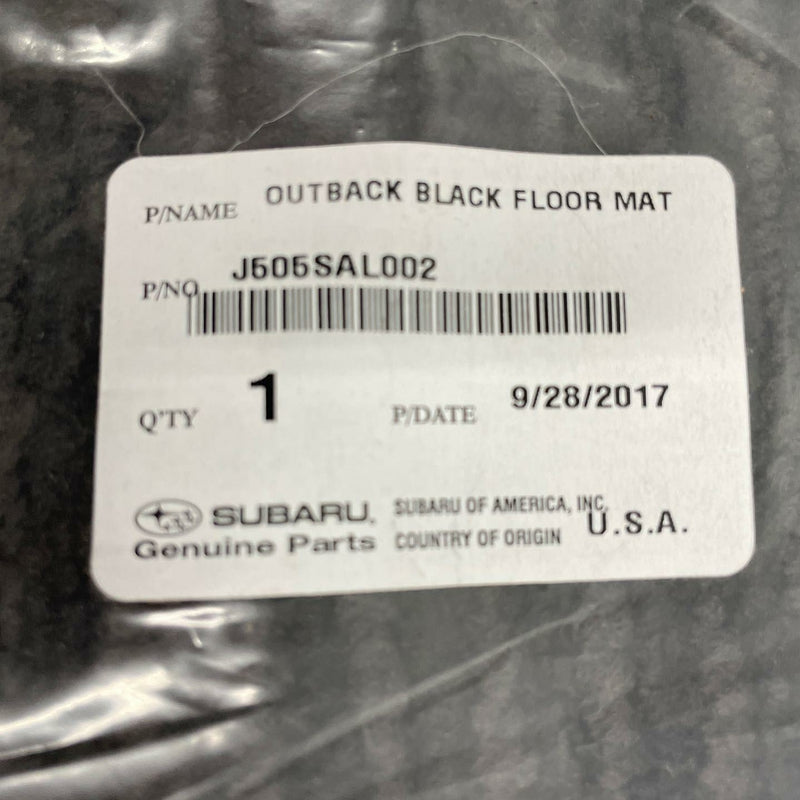 P/NAME OUTBACK BLACK FLOOR MAT
P/NO J505SAL002
Q'TY 1 P/DATE 9/28/2017
SUBARU. SUBARU OF AMERICA, INC.
Genuine Parts COUNTRY OF ORIGIN U.S.A.